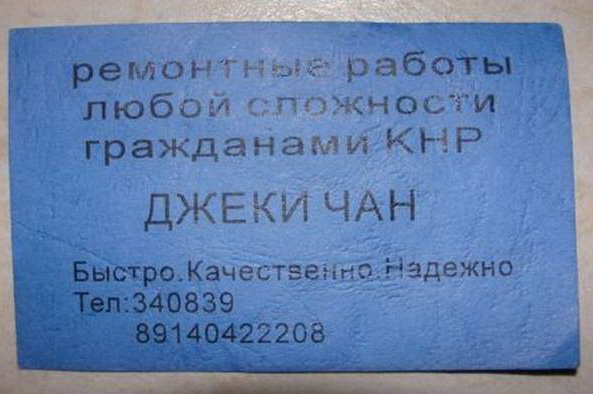 ремонтные работы
любой сложности
гражданами КНР
ДЖЕКИ ЧАН
Быстро.Качественно.Надежно
Тел:340839
89140422208